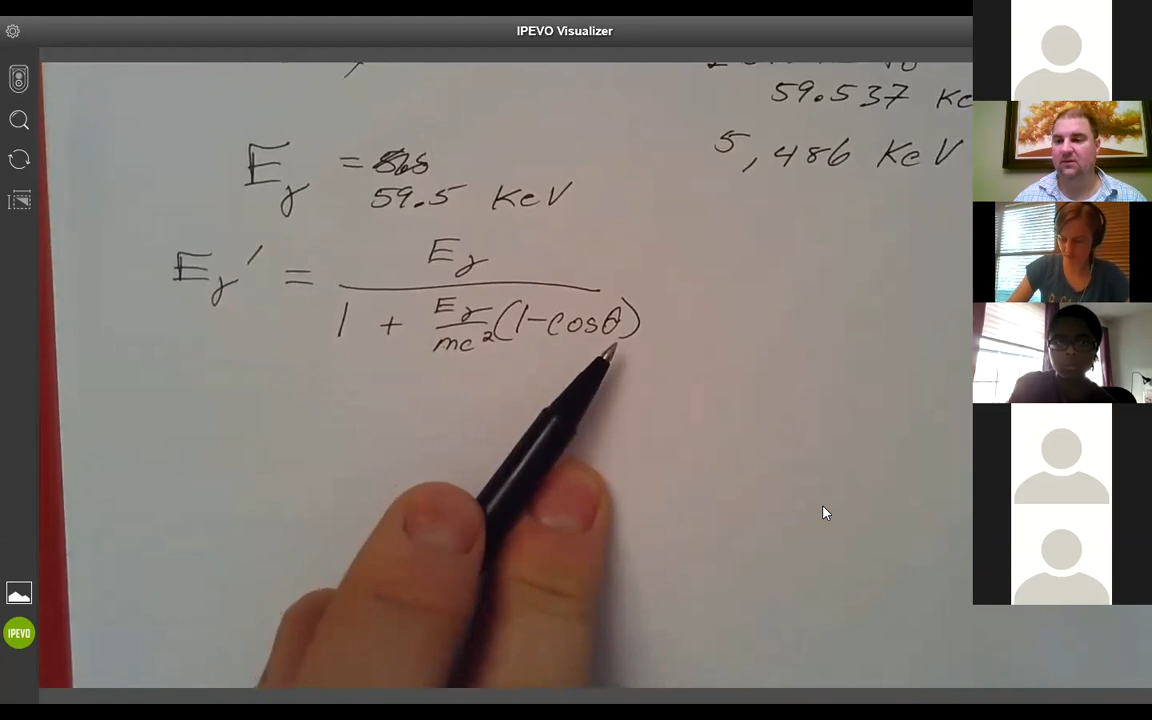 IPEVO Visualizer
59.537 Ke
5,486 KeV
Eγ = 59.5 KeV
Eγ
Eγ' = ———
1 + Eγ/mc² (1-cosθ)
IPEVO